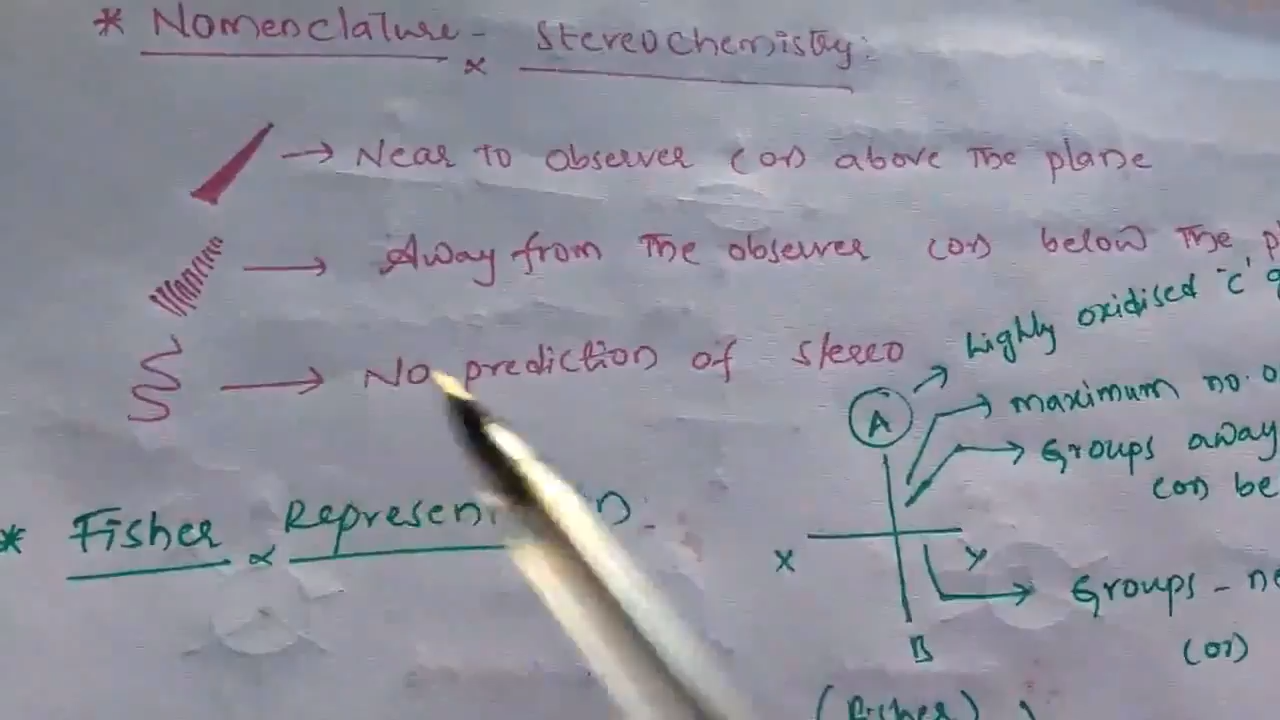 * Nomenclature - Stereochemistry:
→ Near to observer (or) above the plane
→ Away from the observer (or) below the
→ No prediction of stereo
highly oxidised 'C'
A
maximum no.
Groups away
(or) be
* Fisher
X
Y
Groups - ne
B
(or)
(Fisher)